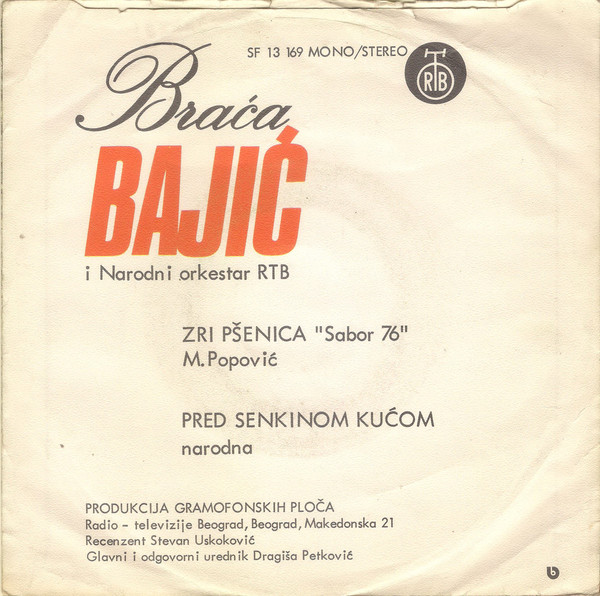 SF 13 169 MONO/STEREO
RTB
Braća
BAJIĆ
i Narodni orkestar RTB
ZRI PŠENICA "Sabor 76"
M. Popović
PRED SENKINOM KUĆOM
narodna
PRODUKCIJA GRAMOFONSKIH PLOČA
Radio - televizije Beograd, Beograd, Makedonska 21
Recenzent Stevan Uskoković
Glavni i odgovorni urednik Dragiša Petković
b